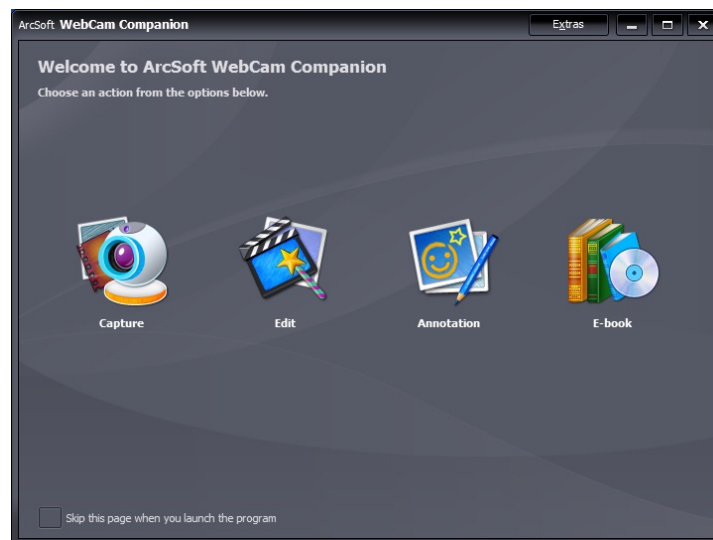 ArcSoft WebCam Companion
Extras
Welcome to ArcSoft WebCam Companion
Choose an action from the options below.
Capture
Edit
Annotation
E-book
Skip this page when you launch the program